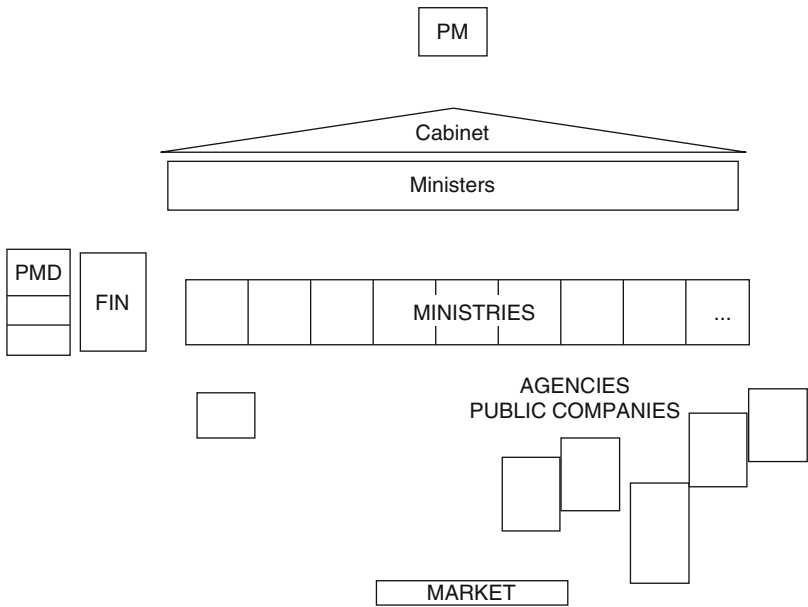 PM
Cabinet
Ministers
PMD
FIN
MINISTRIES
...
AGENCIES
PUBLIC COMPANIES
MARKET